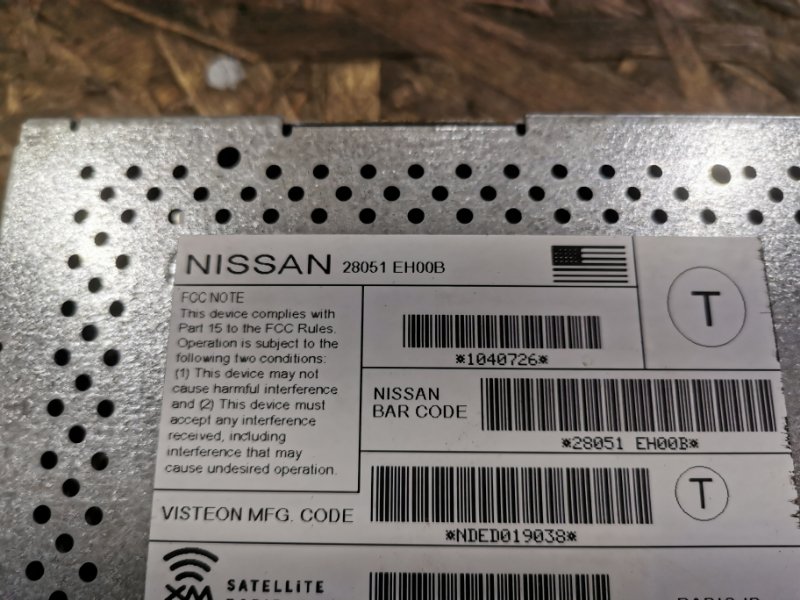 NISSAN 28051 EH00B
T
FCC NOTE
This device complies with
Part 15 to the FCC Rules.
Operation is subject to the
following two conditions:
(1) This device may not
cause harmful interference
and (2) This device must
accept any interference
received, including
interference that may
cause undesired operation.
*1040726*
NISSAN
BAR CODE
*28051 EH00B*
VISTEON MFG. CODE
*NDED019038*
T
XM SATELLiTE